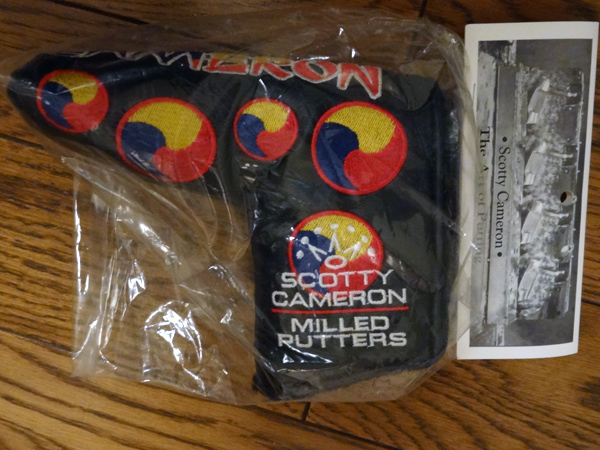 CAMERON
SCOTTY
CAMERON
MILLED
PUTTERS
• Scotty Cameron •
The Art of Putting